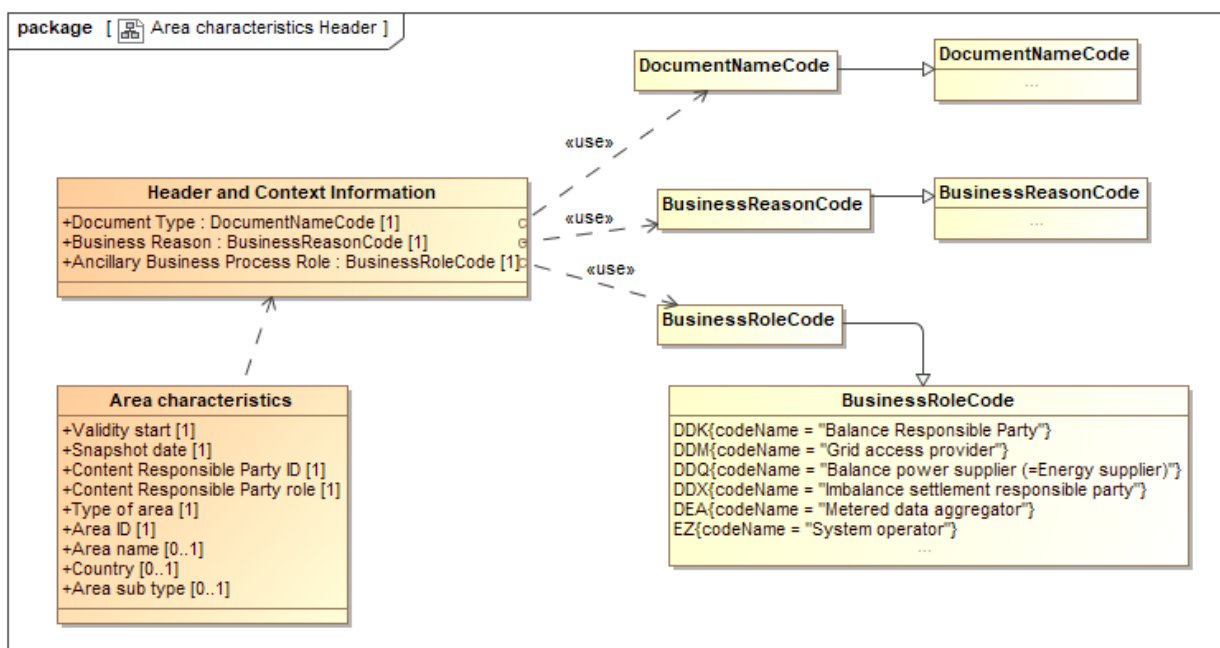 package [ Area characteristics Header ]
DocumentNameCode
DocumentNameCode
...
«use»
Header and Context Information
+Document Type : DocumentNameCode [1]
+Business Reason : BusinessReasonCode [1]
+Ancillary Business Process Role : BusinessRoleCode [1]
«use»
BusinessReasonCode
BusinessReasonCode
...
«use»
BusinessRoleCode
Area characteristics
+Validity start [1]
+Snapshot date [1]
+Content Responsible Party ID [1]
+Content Responsible Party role [1]
+Type of area [1]
+Area ID [1]
+Area name [0..1]
+Country [0..1]
+Area sub type [0..1]
BusinessRoleCode
DDK{codeName = "Balance Responsible Party"}
DDM{codeName = "Grid access provider"}
DDQ{codeName = "Balance power supplier (=Energy supplier)"}
DDX{codeName = "Imbalance settlement responsible party"}
DEA{codeName = "Metered data aggregator"}
EZ{codeName = "System operator"}
...